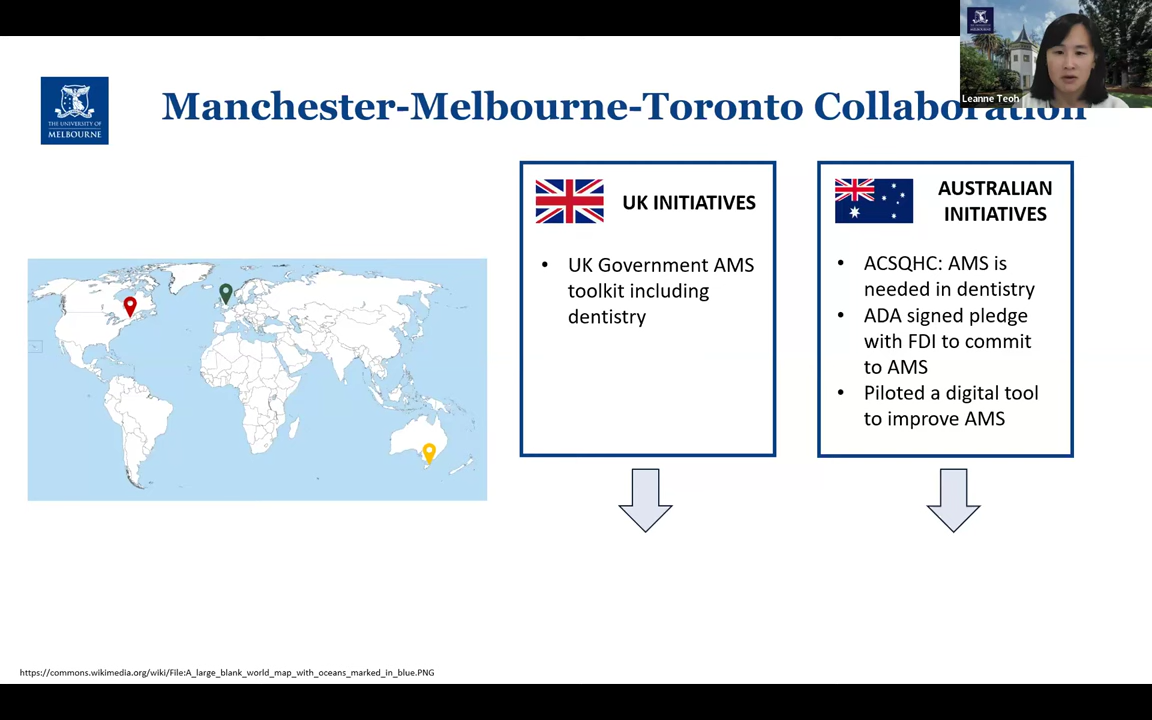 Leanne Teoh
THE UNIVERSITY OF
MELBOURNE
Manchester-Melbourne-Toronto Collaboration
UK INITIATIVES
• UK Government AMS
toolkit including
dentistry
AUSTRALIAN
INITIATIVES
• ACSQHC: AMS is
needed in dentistry
• ADA signed pledge
with FDI to commit
to AMS
• Piloted a digital tool
to improve AMS
https://commons.wikimedia.org/wiki/File:A_large_blank_world_map_with_oceans_marked_in_blue.PNG